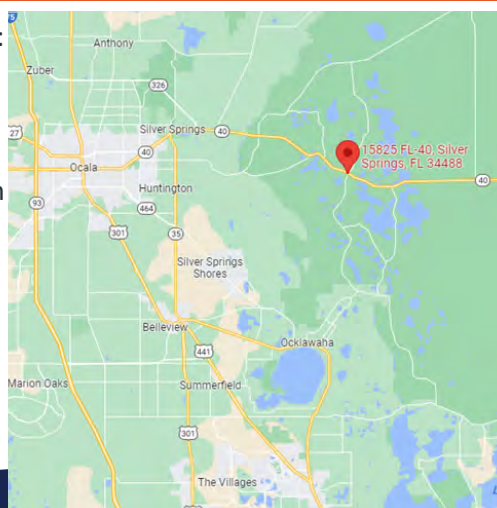 75
:
Anthony
Zuber
326
27
Silver Springs
40
15825 FL-40, Silver
Springs, FL 34488
40
Ocala
40
n
Huntington
93
464
301
35
Silver Springs
Shores
Belleview
441
Ocklawaha
Marion Oaks
Summerfield
301
The Villages